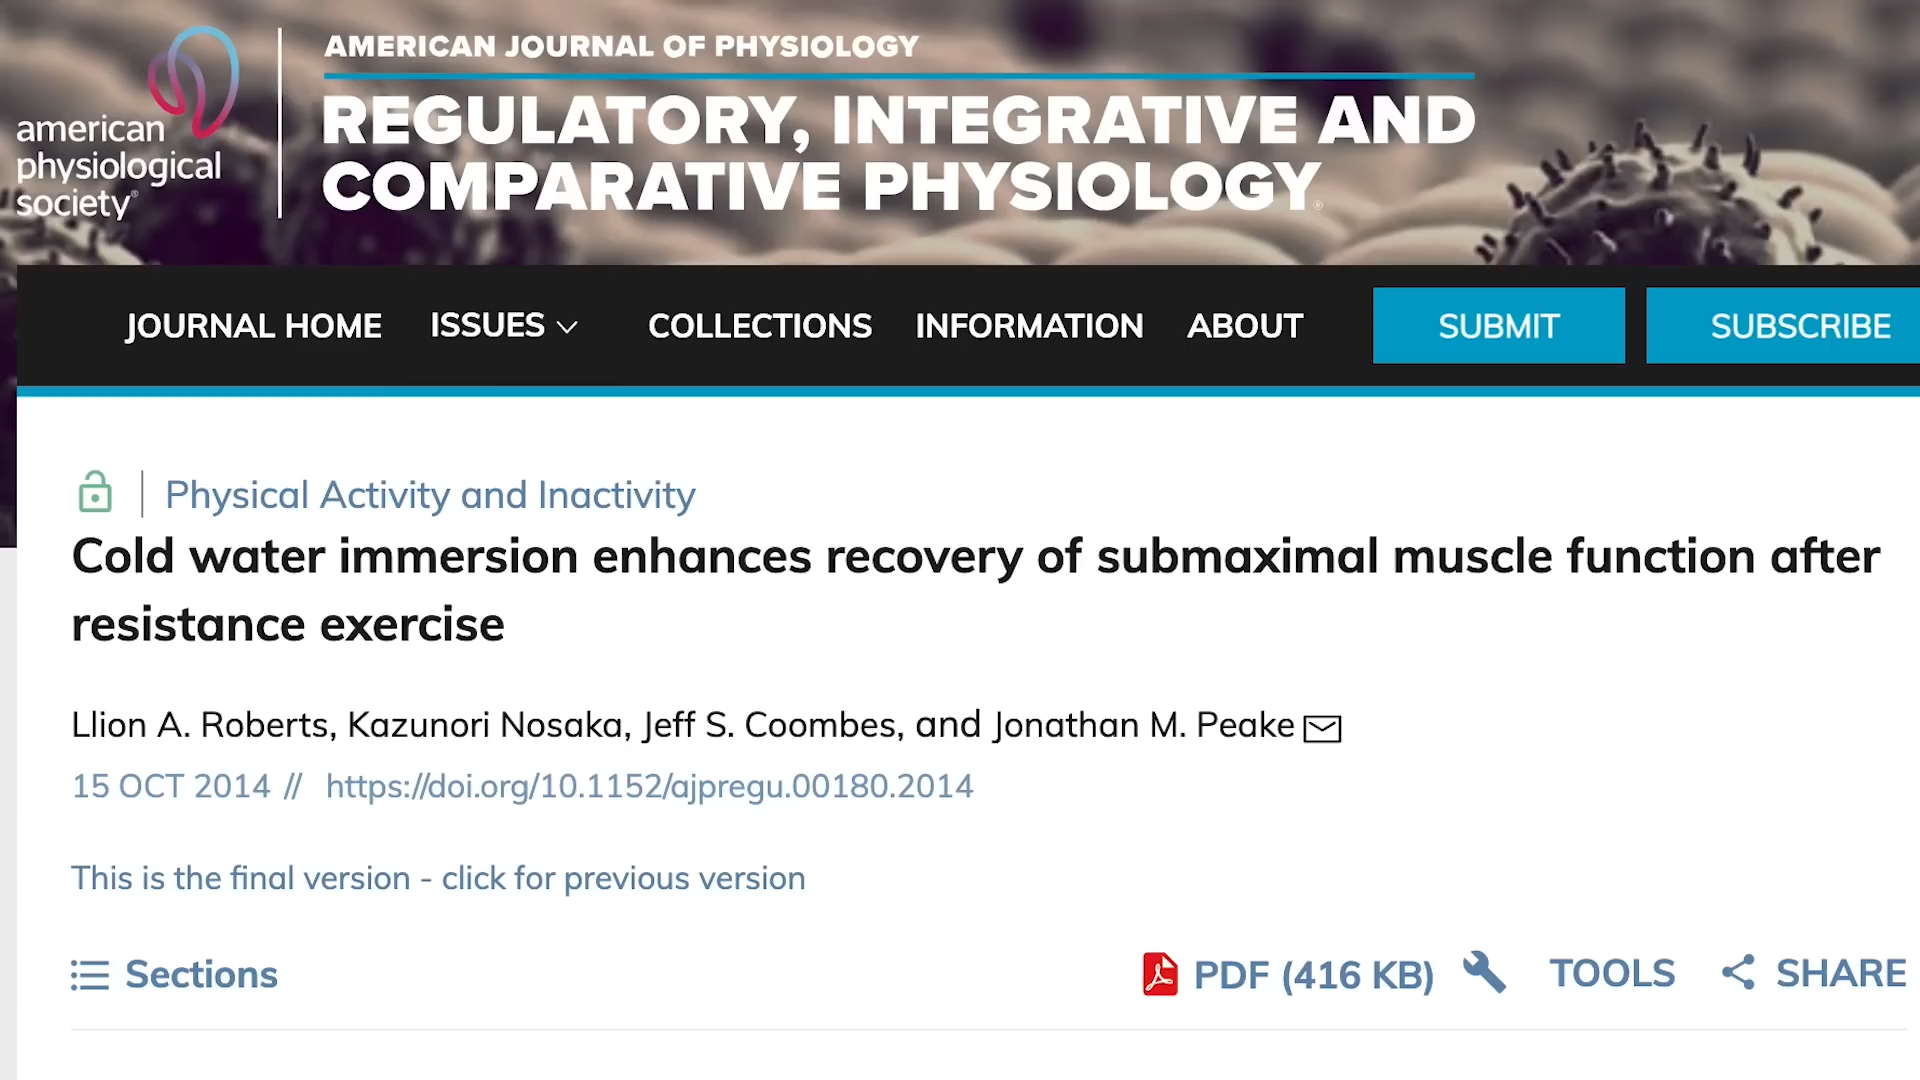 american
physiological
society®
AMERICAN JOURNAL OF PHYSIOLOGY
REGULATORY, INTEGRATIVE AND
COMPARATIVE PHYSIOLOGY®
JOURNAL HOME ISSUES COLLECTIONS INFORMATION ABOUT SUBMIT SUBSCRIBE
Physical Activity and Inactivity
Cold water immersion enhances recovery of submaximal muscle function after
resistance exercise
Llion A. Roberts, Kazunori Nosaka, Jeff S. Coombes, and Jonathan M. Peake
15 OCT 2014 // https://doi.org/10.1152/ajpregu.00180.2014
This is the final version - click for previous version
Sections PDF (416 KB) TOOLS SHARE